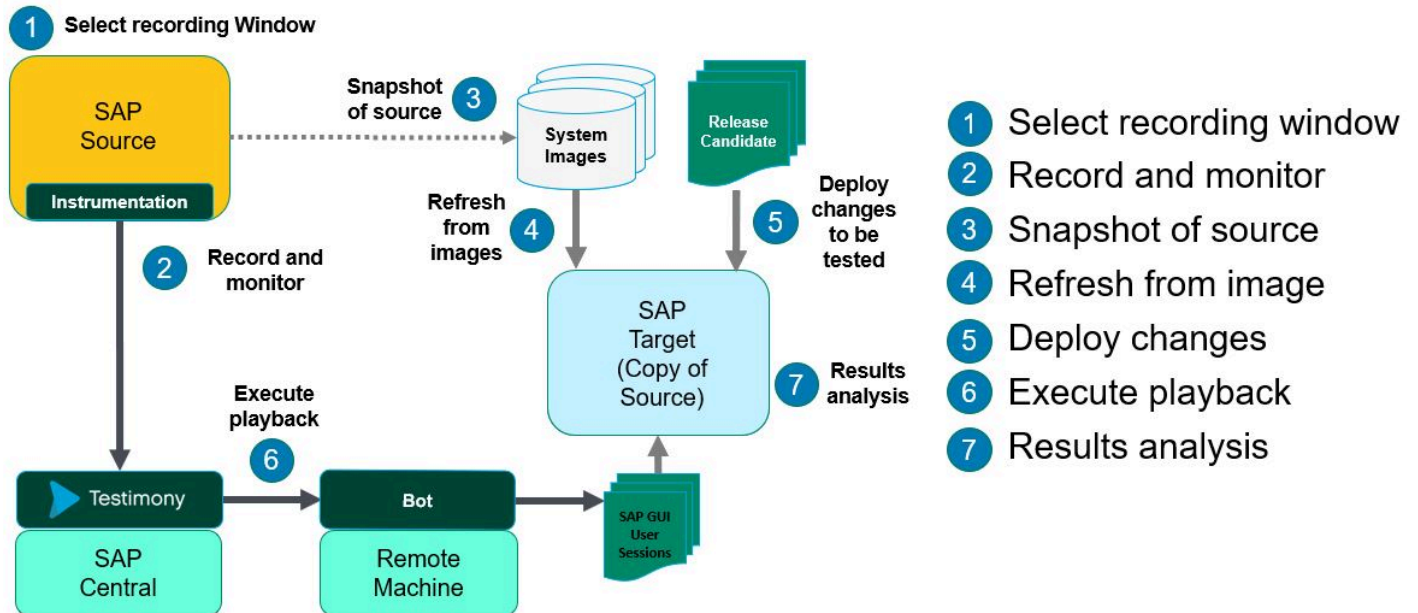 1 Select recording Window
SAP
Source
Instrumentation
Snapshot
of source
3
System
Images
Release
Candidate
Refresh
from
images
4
5
Deploy
changes
to be
tested
2
Record and
monitor
SAP
Target
(Copy of
Source)
7
Results
analysis
Execute
playback
6
Testimony
SAP
Central
Bot
Remote
Machine
SAP GUI
User
Sessions
1 Select recording window
2 Record and monitor
3 Snapshot of source
4 Refresh from image
5 Deploy changes
6 Execute playback
7 Results analysis